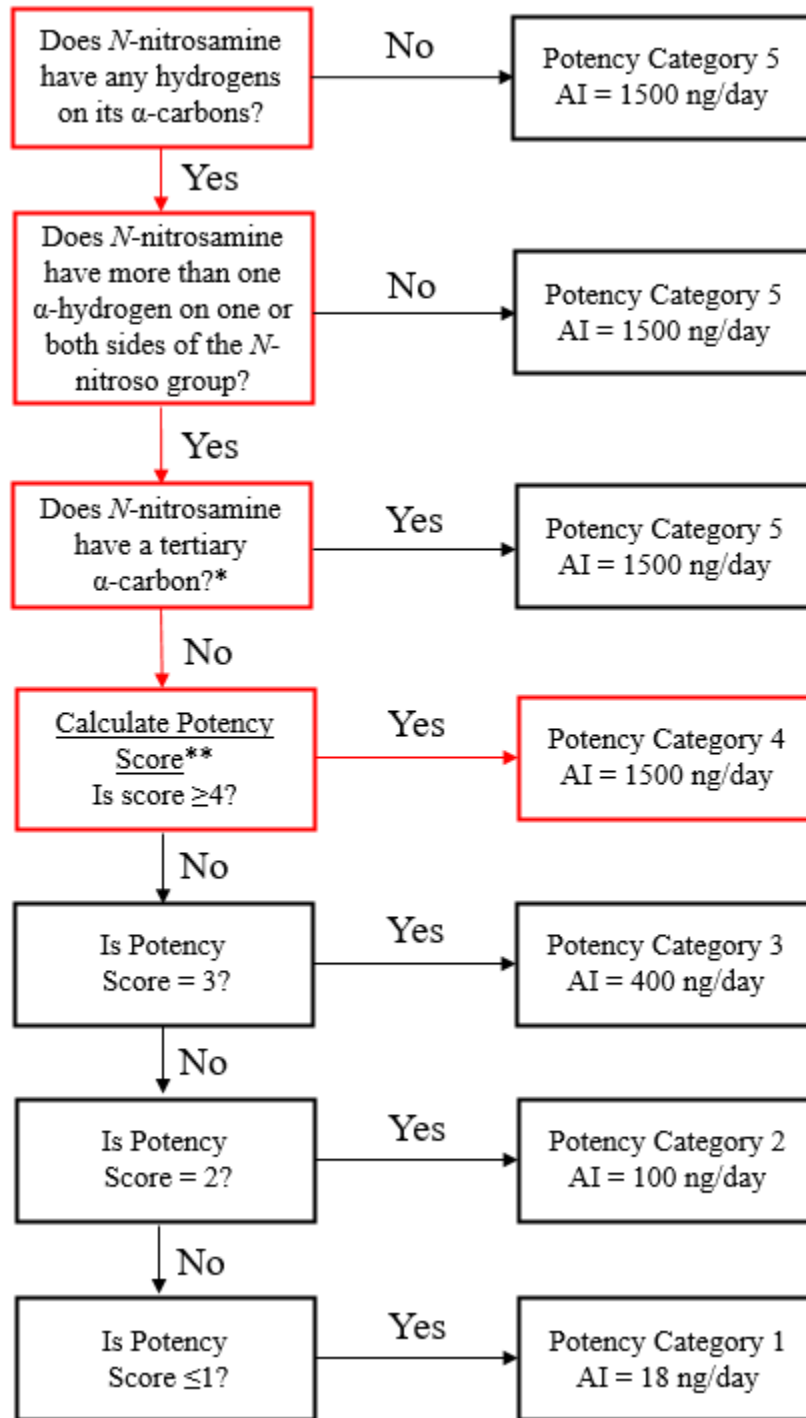 Does N-nitrosamine
have any hydrogens
on its α-carbons?
No
Potency Category 5
AI = 1500 ng/day
Yes
Does N-nitrosamine
have more than one
α-hydrogen on one or
both sides of the N-
nitroso group?
No
Potency Category 5
AI = 1500 ng/day
Yes
Does N-nitrosamine
have a tertiary
α-carbon?*
Yes
Potency Category 5
AI = 1500 ng/day
No
Calculate Potency
Score**
Is score ≥4?
Yes
Potency Category 4
AI = 1500 ng/day
No
Is Potency
Score = 3?
Yes
Potency Category 3
AI = 400 ng/day
No
Is Potency
Score = 2?
Yes
Potency Category 2
AI = 100 ng/day
No
Is Potency
Score ≤1?
Yes
Potency Category 1
AI = 18 ng/day